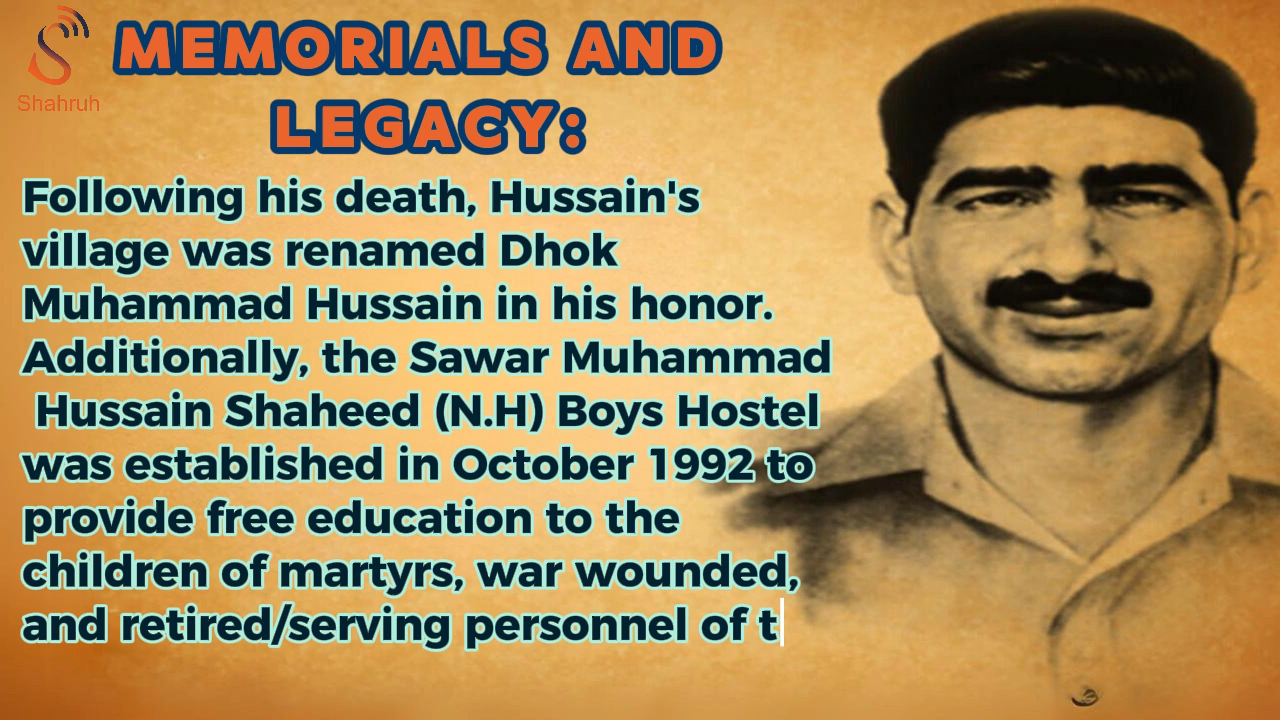 Shahruh
MEMORIALS AND
LEGACY:
Following his death, Hussain's
village was renamed Dhok
Muhammad Hussain in his honor.
Additionally, the Sawar Muhammad
Hussain Shaheed (N.H) Boys Hostel
was established in October 1992 to
provide free education to the
children of martyrs, war wounded,
and retired/serving personnel of t